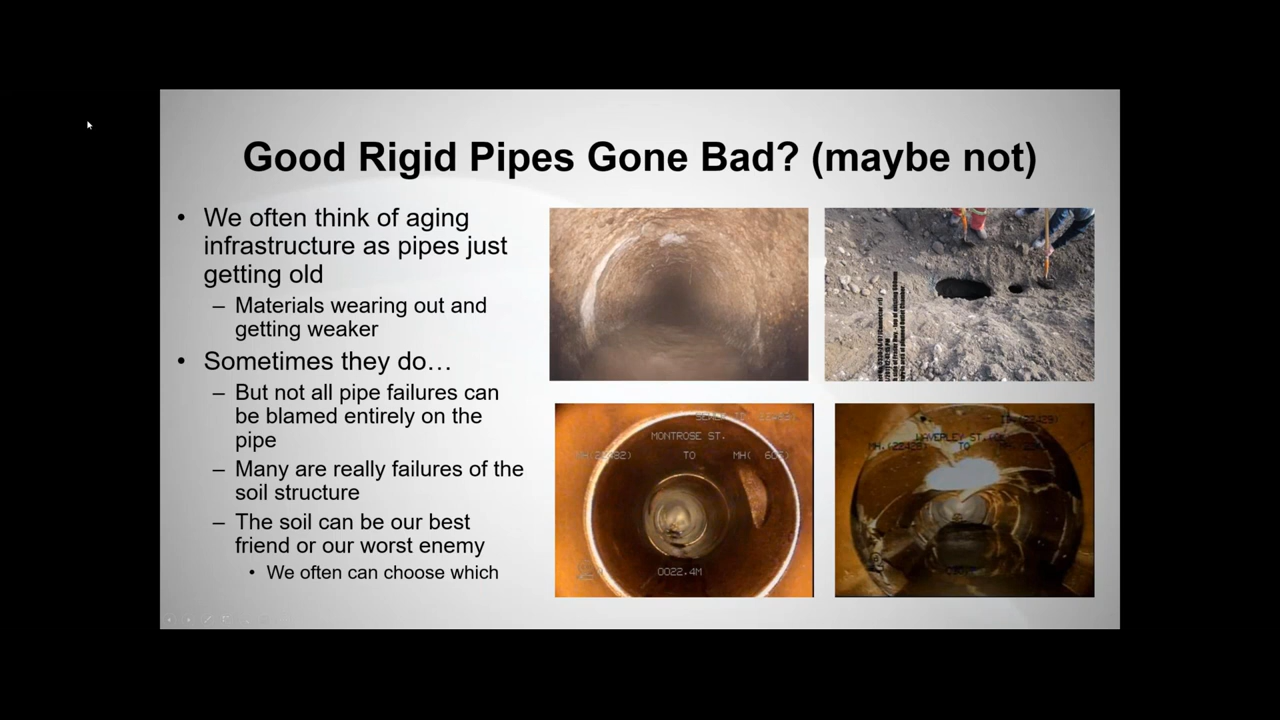 Good Rigid Pipes Gone Bad? (maybe not)
• We often think of aging
infrastructure as pipes just
getting old
– Materials wearing out and
getting weaker
• Sometimes they do…
– But not all pipe failures can
be blamed entirely on the
pipe
– Many are really failures of the
soil structure
– The soil can be our best
friend or our worst enemy
• We often can choose which
MONTROSE ST.
TO
0022.4M
WAVERLEY ST.
TO